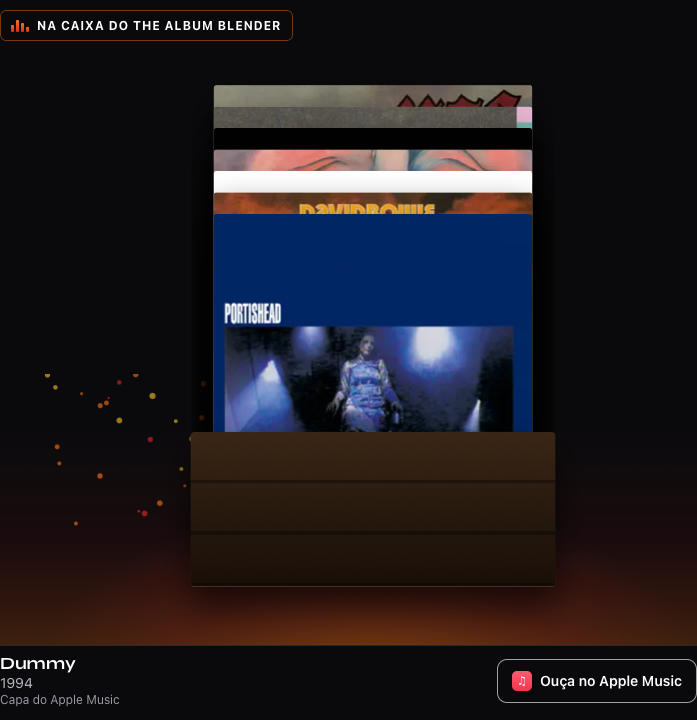 NA CAIXA DO THE ALBUM BLENDER
DAVID BOWIE
PORTISHEAD
Dummy
1994
Capa do Apple Music
Ouça no Apple Music